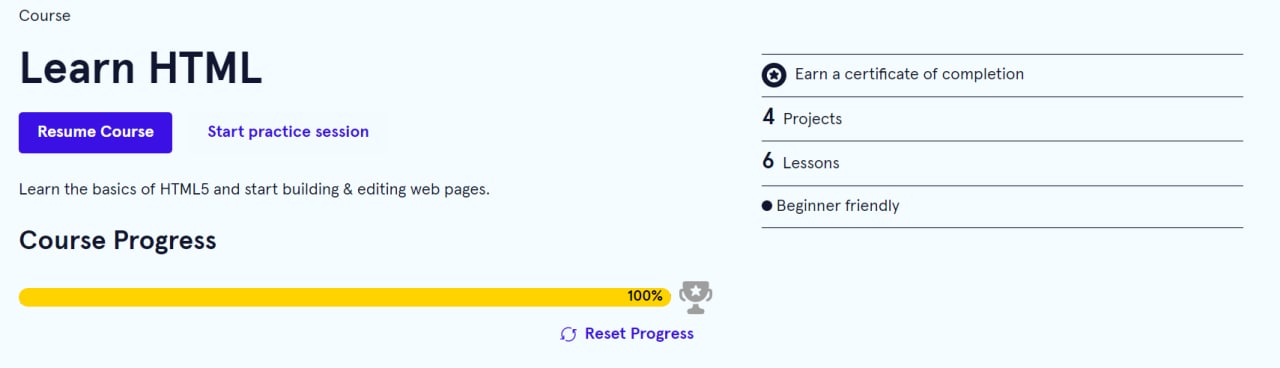 Course
Learn HTML
Resume Course
Start practice session
Learn the basics of HTML5 and start building & editing web pages.
Course Progress
100%
Reset Progress
Earn a certificate of completion
4 Projects
6 Lessons
Beginner friendly